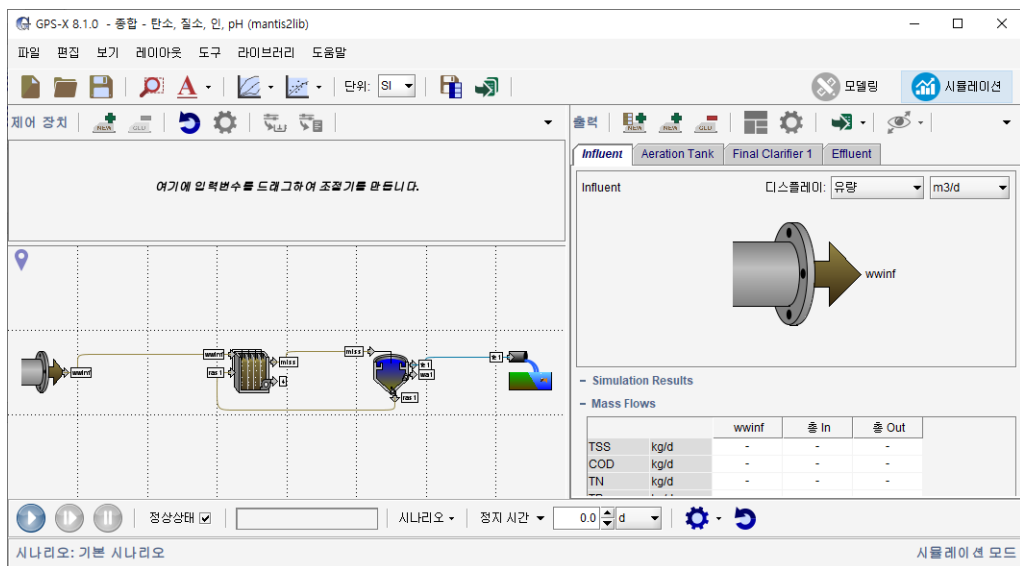 GPS-X 8.1.0 - 종합 - 탄소, 질소, 인, pH (mantis2lib)
파일 편집 보기 레이아웃 도구 라이브러리 도움말
단위: SI 모델링 시뮬레이션
제어 장치 NEW GLU
출력 NEW NEW GLU
Influent Aeration Tank Final Clarifier 1 Effluent
여기에 입력변수를 드래그하여 조절기를 만듭니다.
Influent 디스플레이: 유량 m3/d
wwinf
wwinf
wwinf
ras1
mlss
mlss
wa1
ras1
− Simulation Results
− Mass Flows
wwinf 총 In 총 Out
TSS kg/d - - -
COD kg/d - - -
TN kg/d - - -
정상상태 시나리오 정지 시간 0.0 d
시나리오: 기본 시나리오
시뮬레이션 모드